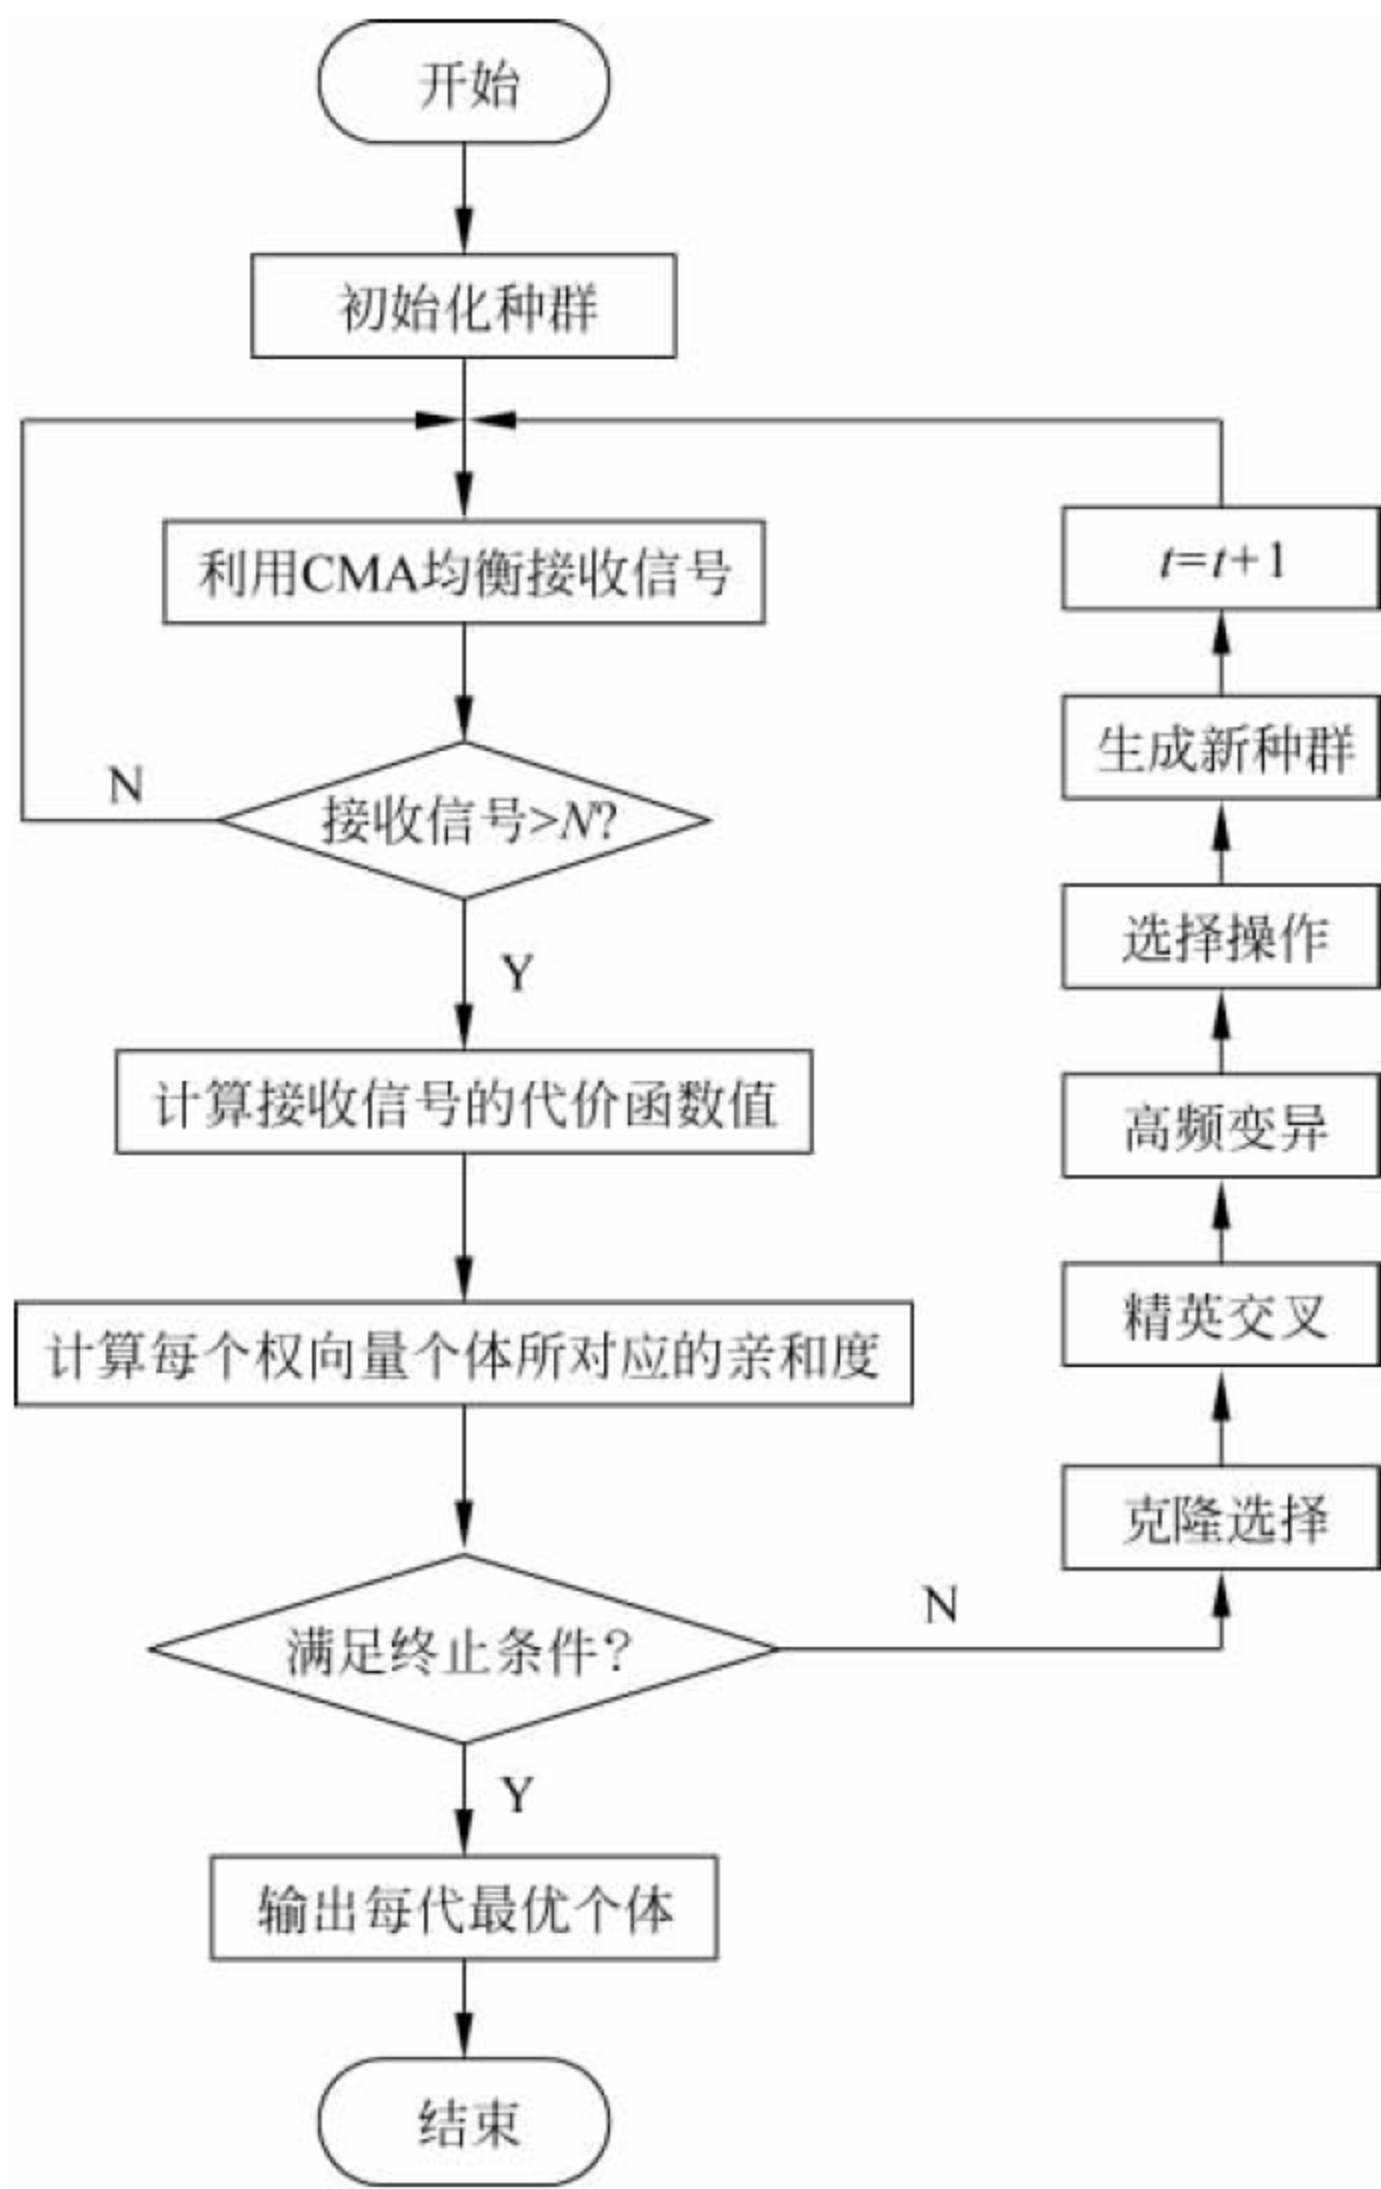 开始
初始化种群
利用CMA均衡接收信号
接收信号>N?
N
Y
计算接收信号的代价函数值
计算每个权向量个体所对应的亲和度
满足终止条件?
N
Y
输出每代最优个体
结束
克隆选择
精英交叉
高频变异
选择操作
生成新种群
t=t+1